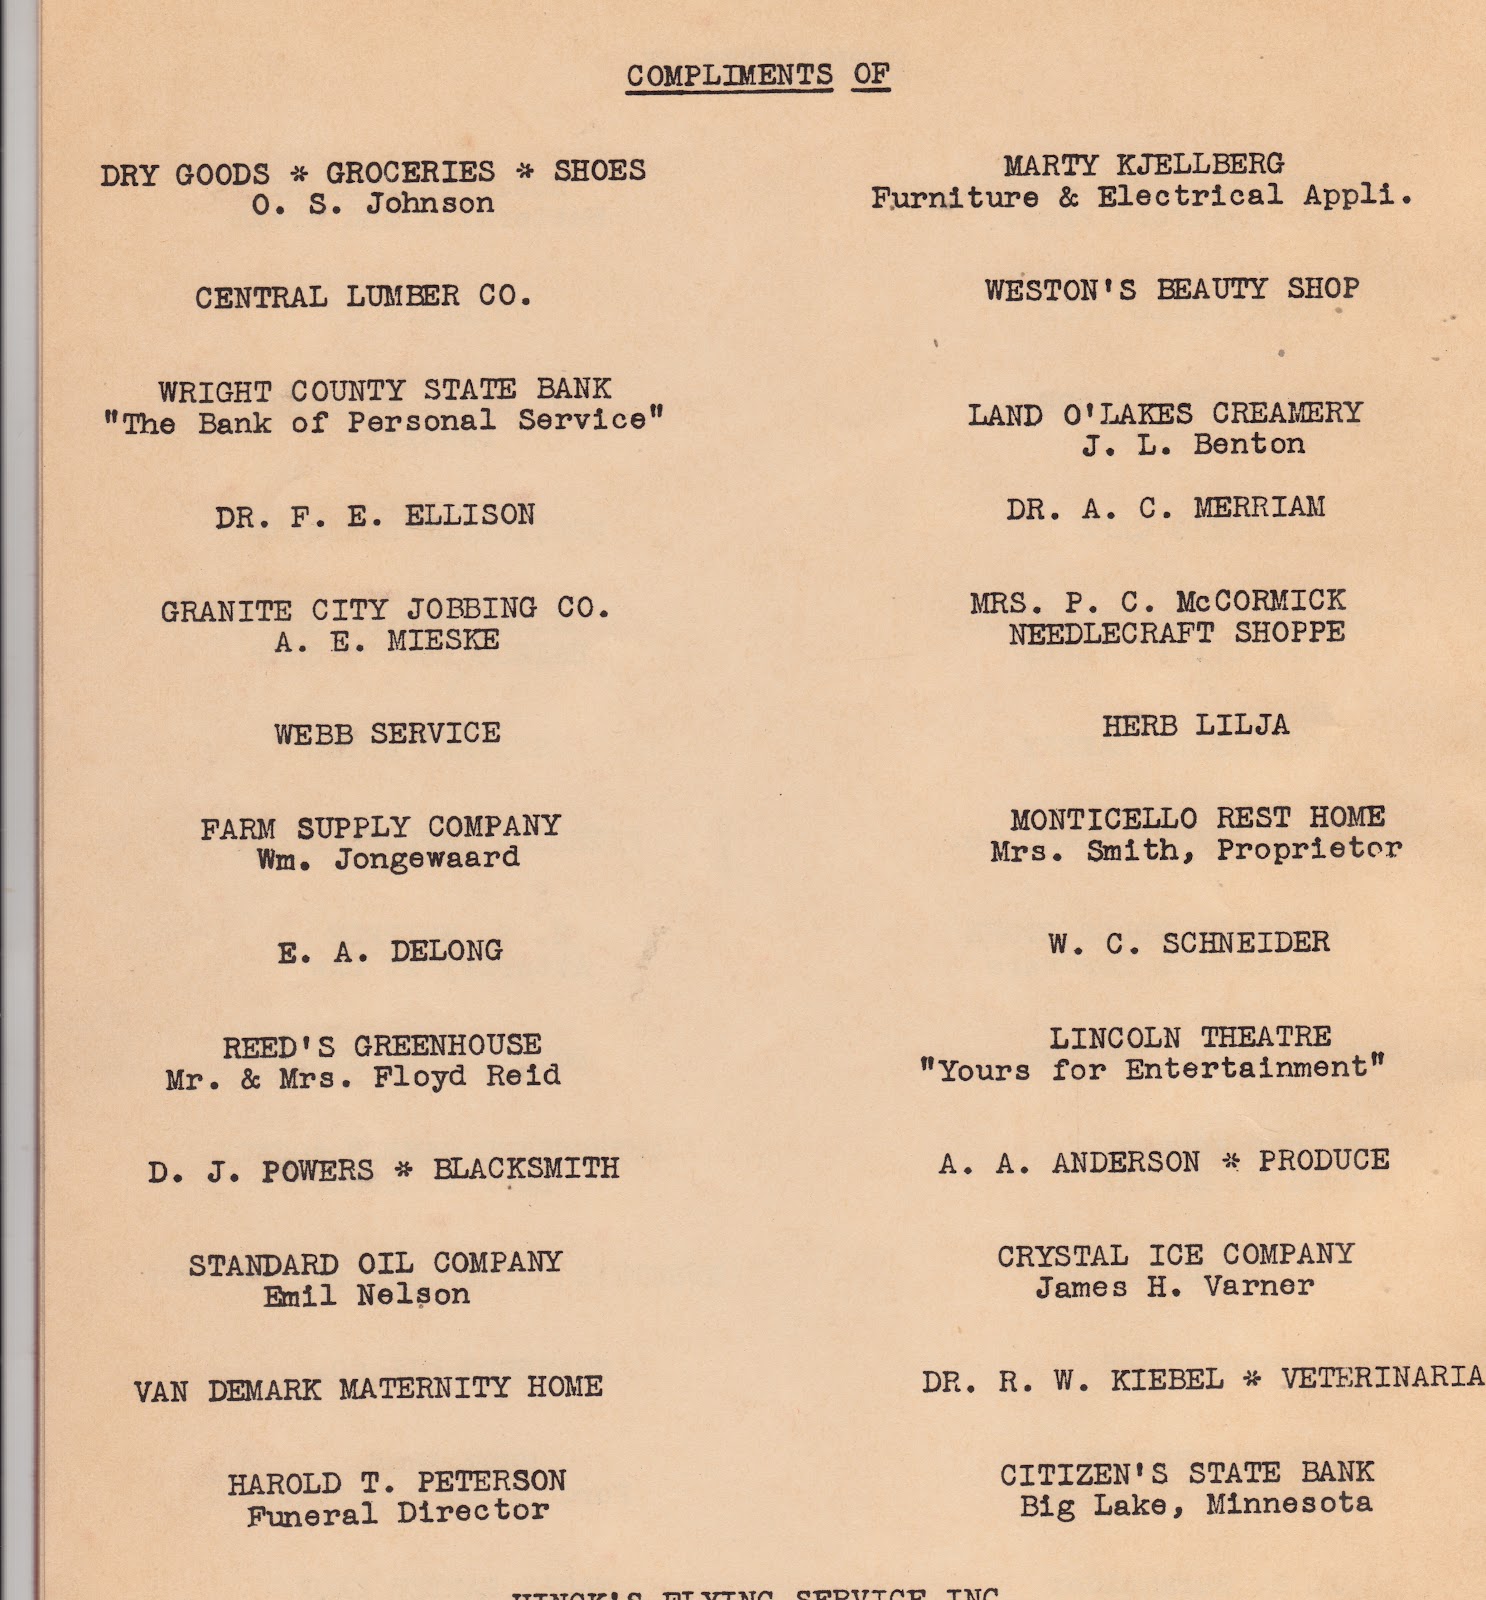 COMPLIMENTS OF
DRY GOODS * GROCERIES * SHOES
O. S. Johnson
CENTRAL LUMBER CO.
WRIGHT COUNTY STATE BANK
"The Bank of Personal Service"
DR. F. E. ELLISON
GRANITE CITY JOBBING CO.
A. E. MIESKE
WEBB SERVICE
FARM SUPPLY COMPANY
Wm. Jongewaard
E. A. DELONG
REED'S GREENHOUSE
Mr. & Mrs. Floyd Reid
D. J. POWERS * BLACKSMITH
STANDARD OIL COMPANY
Emil Nelson
VAN DEMARK MATERNITY HOME
HAROLD T. PETERSON
Funeral Director
MARTY KJELLBERG
Furniture & Electrical Appli.
WESTON'S BEAUTY SHOP
LAND O'LAKES CREAMERY
J. L. Benton
DR. A. C. MERRIAM
MRS. P. C. McCORMICK
NEEDLECRAFT SHOPPE
HERB LILJA
MONTICELLO REST HOME
Mrs. Smith, Proprietor
W. C. SCHNEIDER
LINCOLN THEATRE
"Yours for Entertainment"
A. A. ANDERSON * PRODUCE
CRYSTAL ICE COMPANY
James H. Varner
DR. R. W. KIEBEL * VETERINARIA
CITIZEN'S STATE BANK
Big Lake, Minnesota
FLYING SERVICE INC